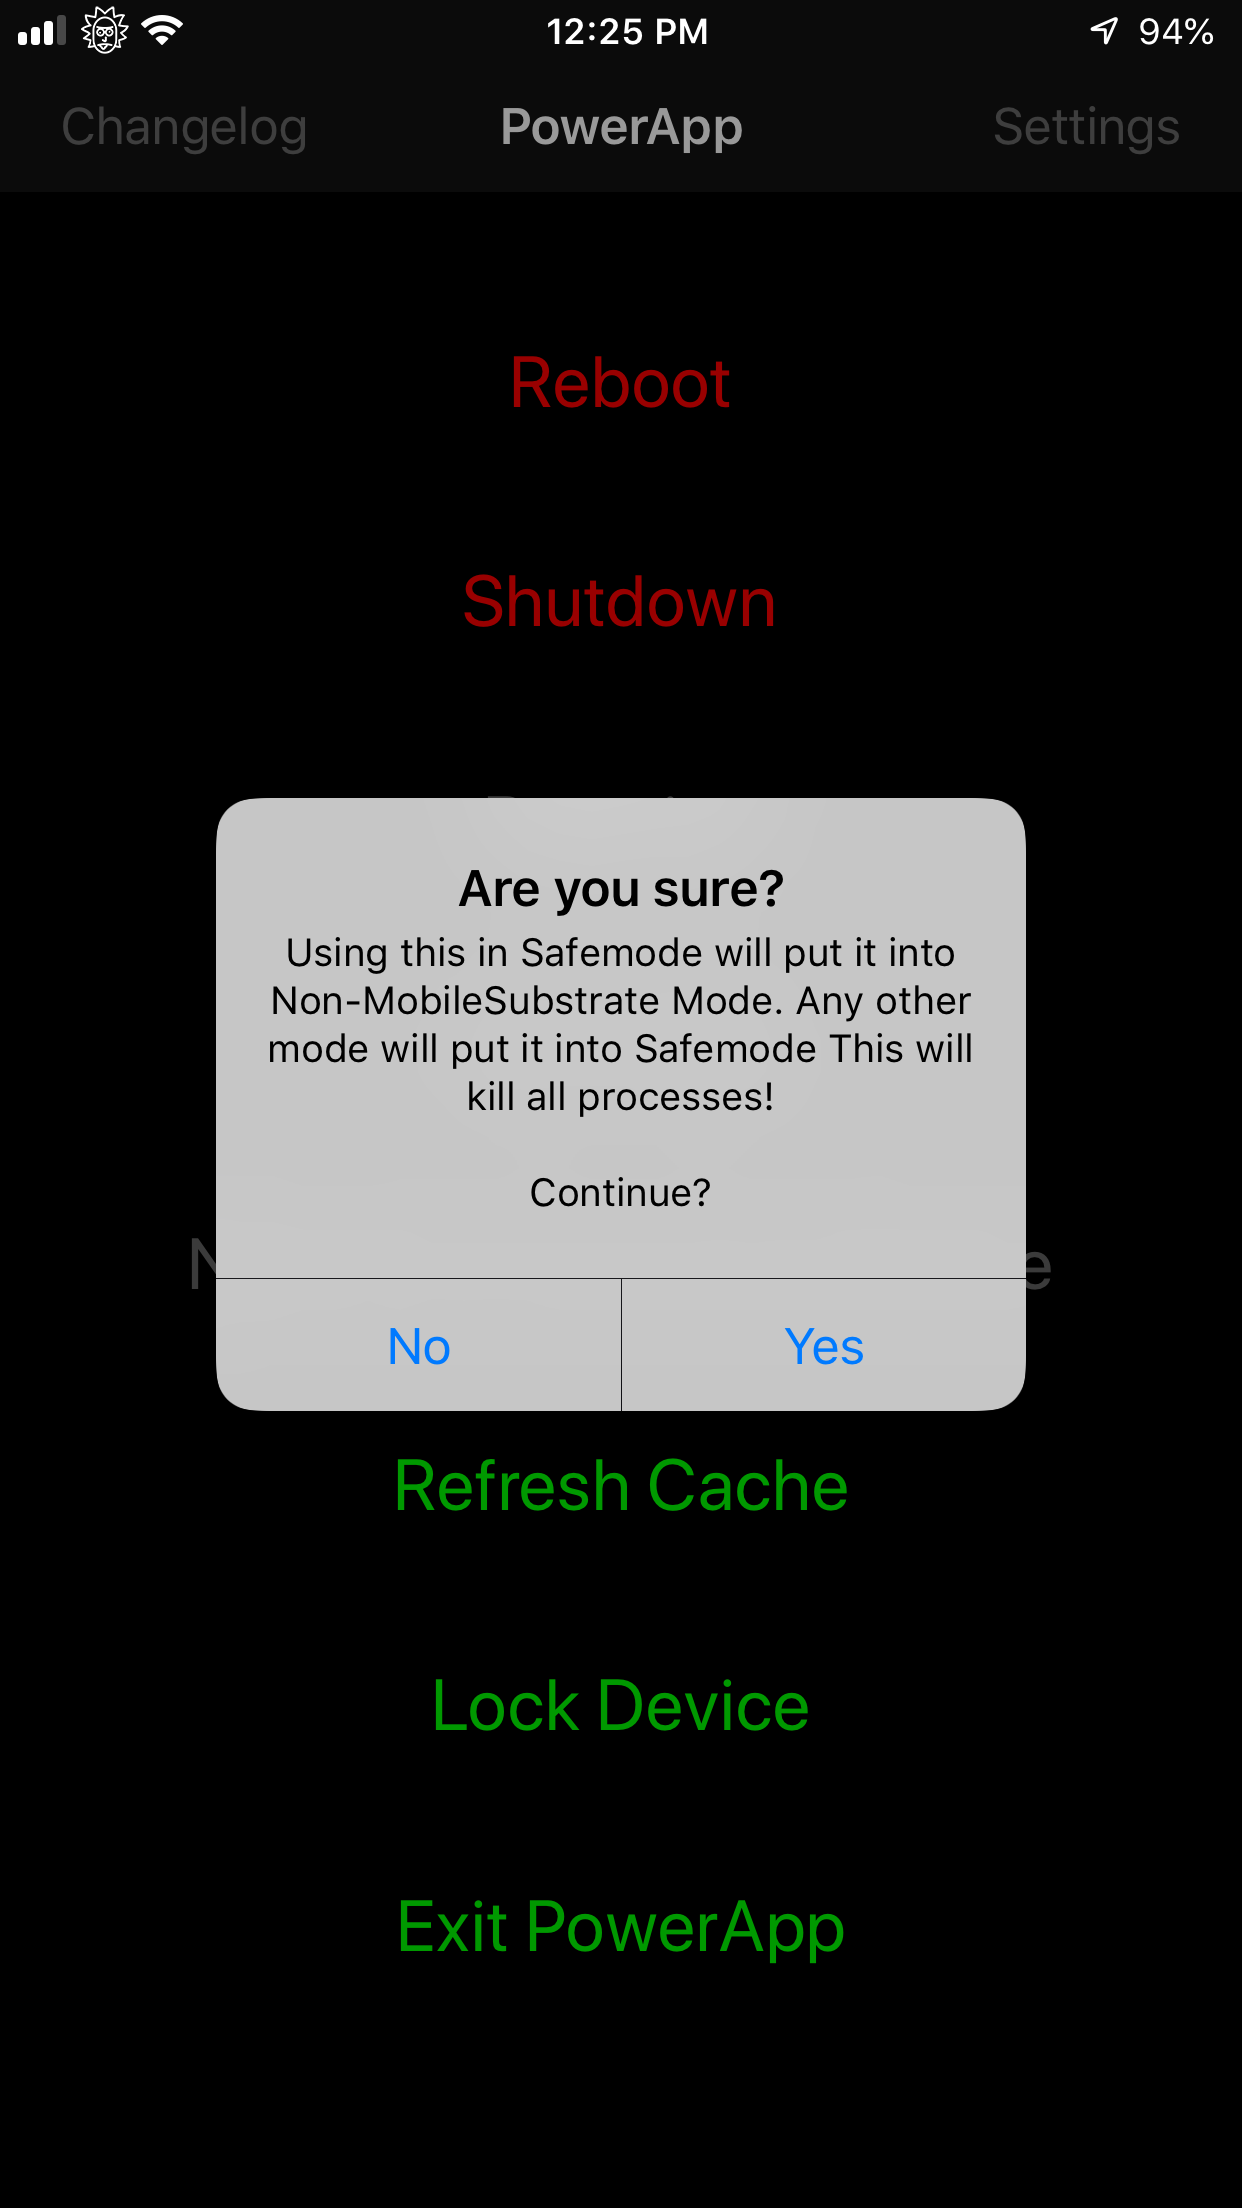 12:25 PM
94%
Changelog
PowerApp
Settings
Reboot
Shutdown
Are you sure?
Using this in Safemode will put it into
Non-MobileSubstrate Mode. Any other
mode will put it into Safemode This will
kill all processes!
Continue?
No
Yes
Refresh Cache
Lock Device
Exit PowerApp